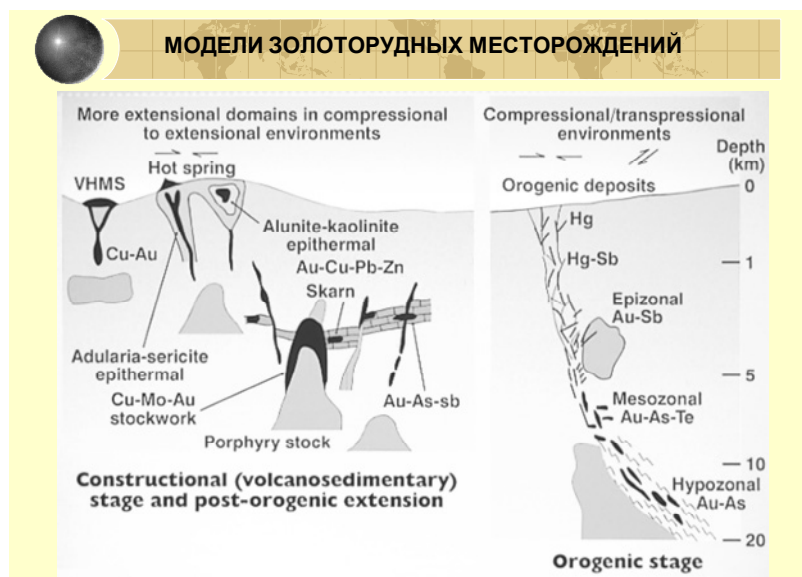 МОДЕЛИ ЗОЛОТОРУДНЫХ МЕСТОРОЖДЕНИЙ
More extensional domains in compressional
to extensional environments
Hot spring
VHMS
Cu-Au
Alunite-kaolinite
epithermal
Au-Cu-Pb-Zn
Skarn
Adularia-sericite
epithermal
Cu-Mo-Au
stockwork
Au-As-sb
Porphyry stock
Constructional (volcanosedimentary)
stage and post-orogenic extension
Compressional/transpressional
environments
Depth
(km)
Orogenic deposits
0
Hg
Hg-Sb
1
Epizonal
Au-Sb
5
Mesozonal
Au-As-Te
10
Hypozonal
Au-As
20
Orogenic stage